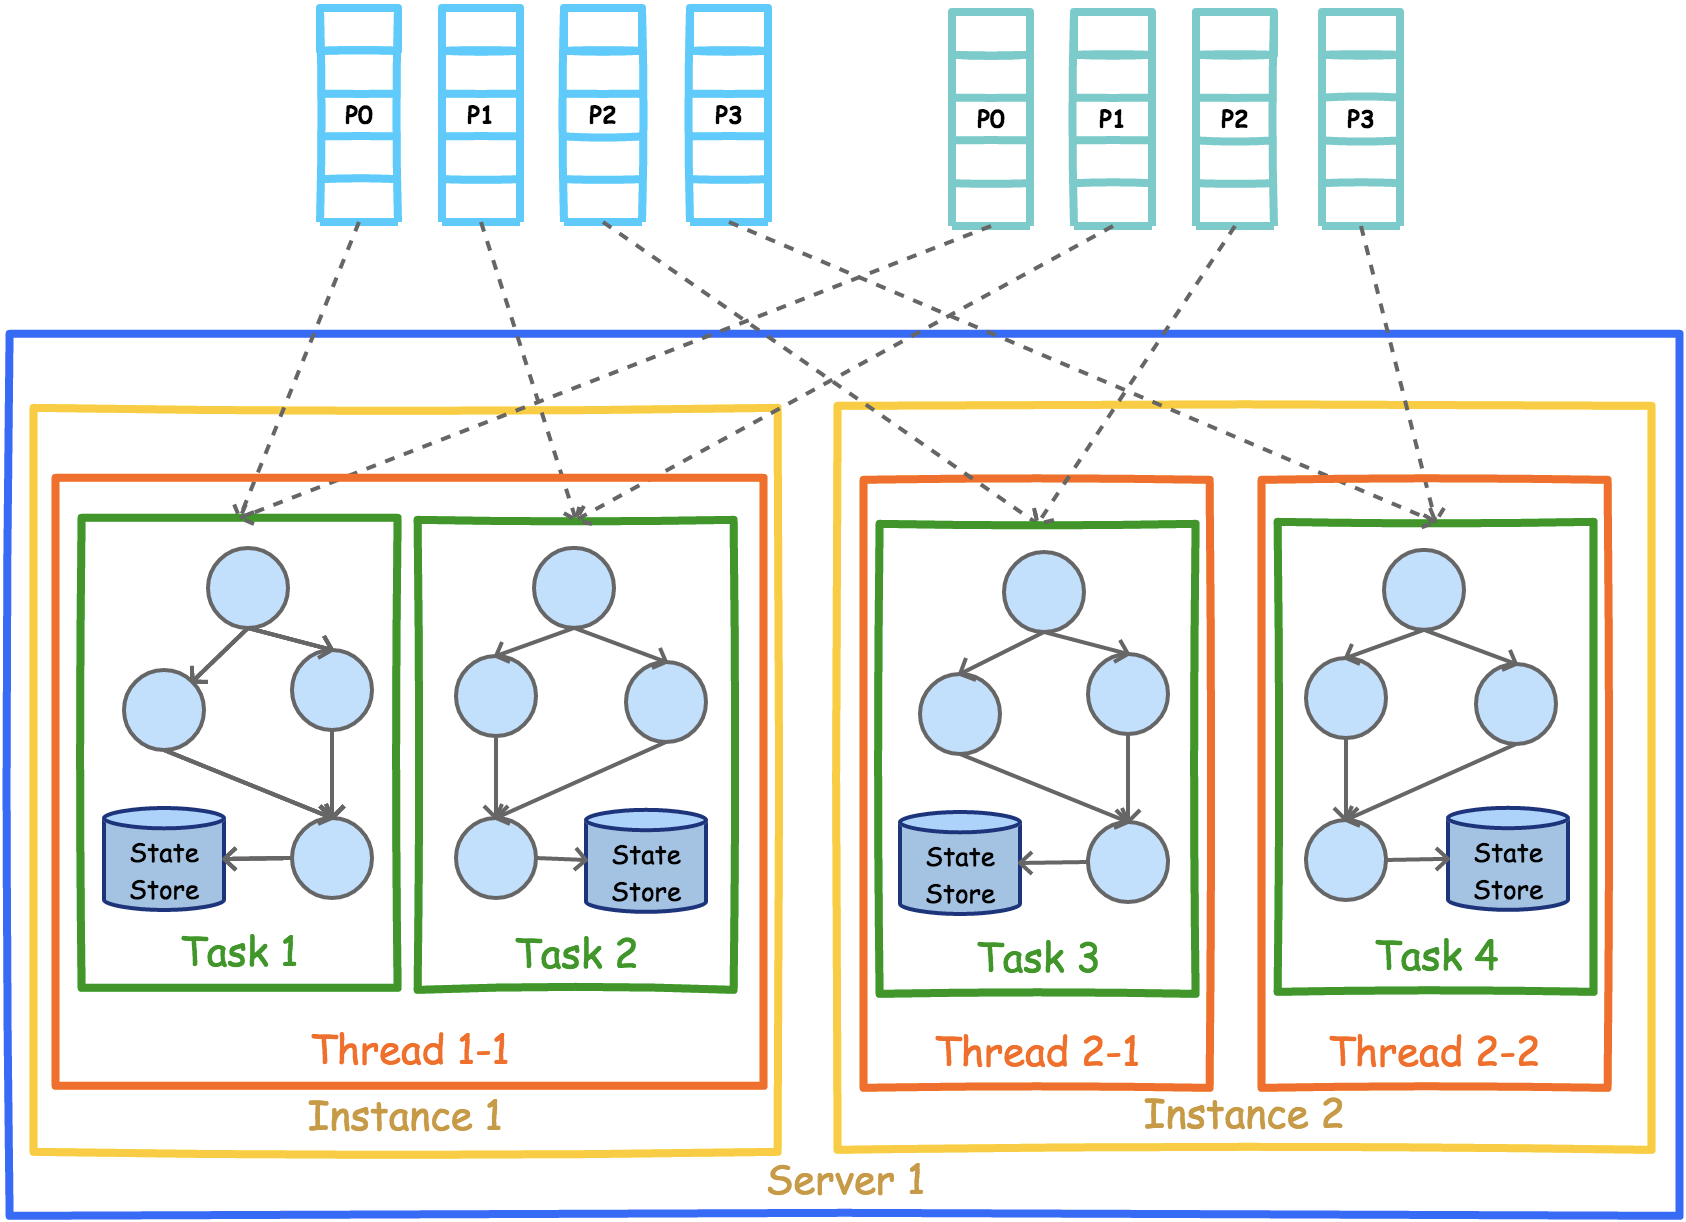 P0
P1
P2
P3
P0
P1
P2
P3
State
Store
Task 1
State
Store
Task 2
Thread 1-1
Instance 1
State
Store
Task 3
Thread 2-1
State
Store
Task 4
Thread 2-2
Instance 2
Server 1